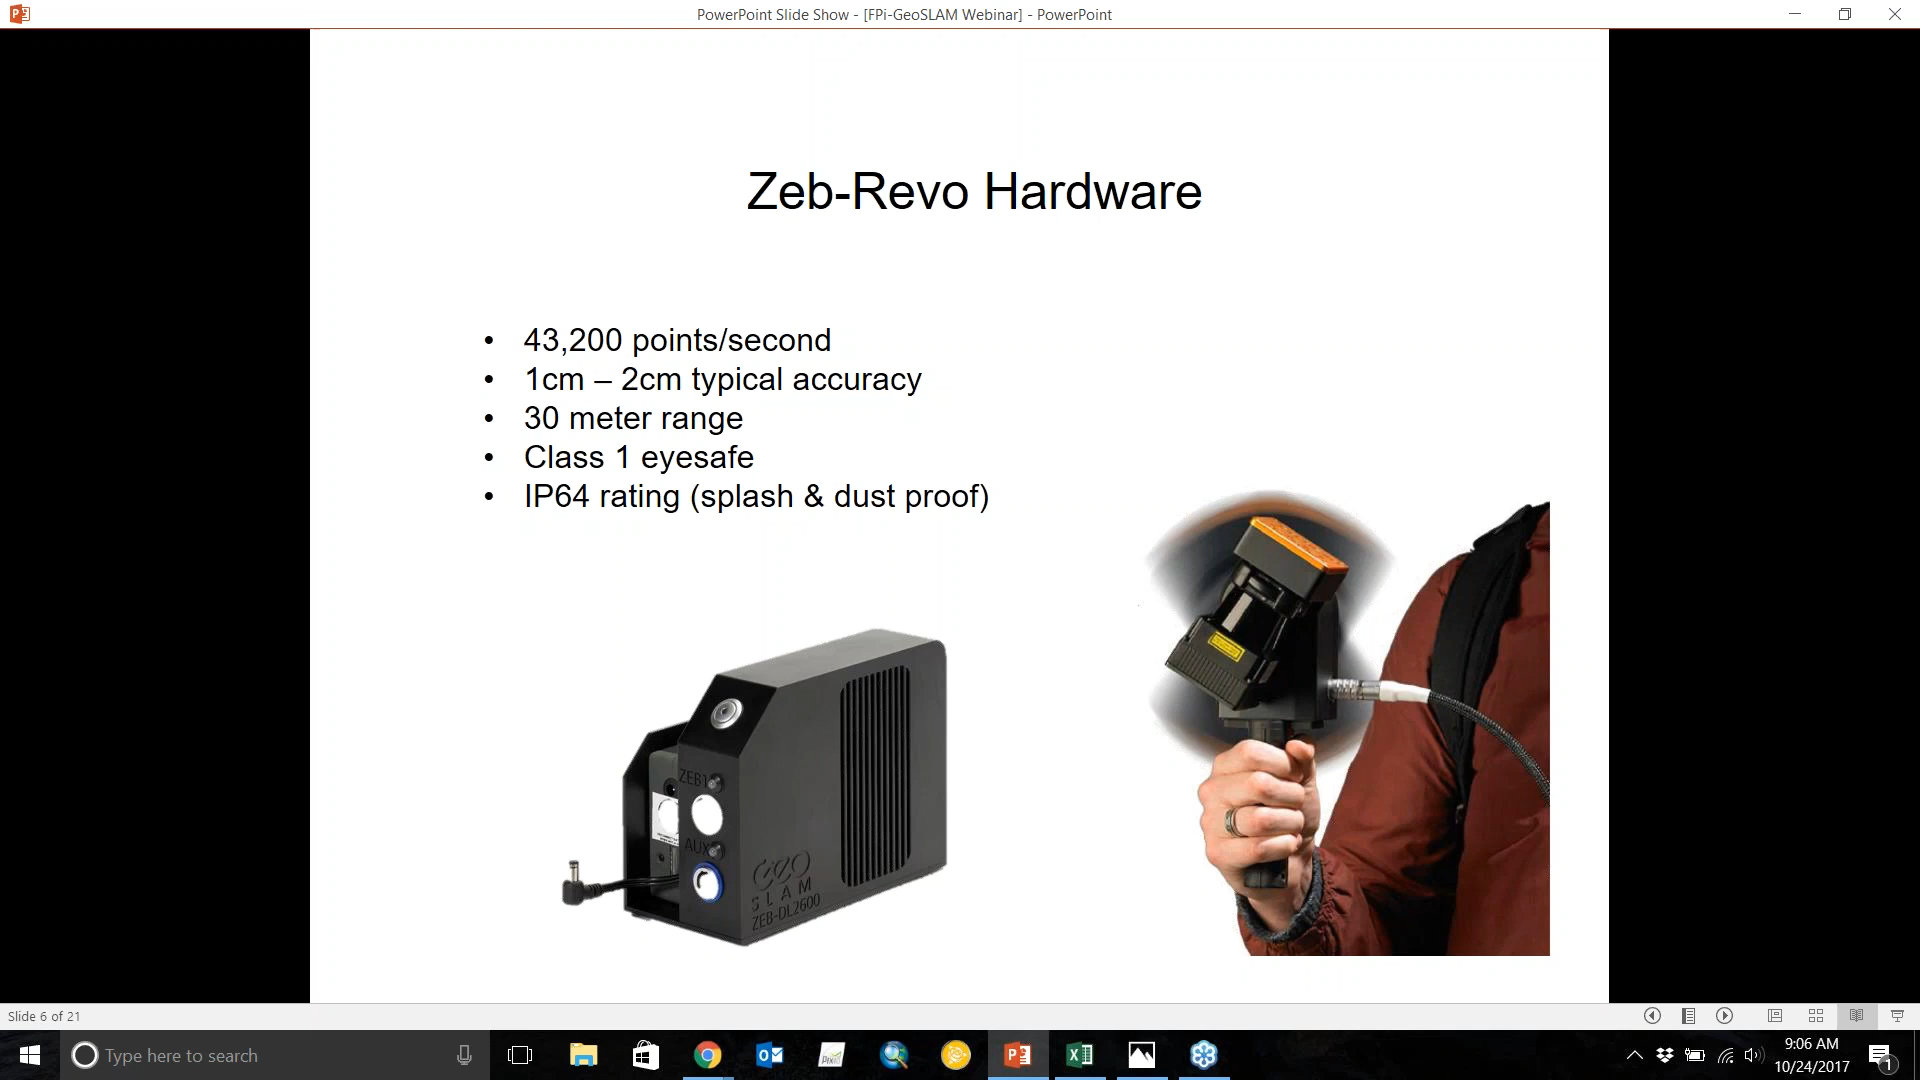 PowerPoint Slide Show - [FPi-GeoSLAM Webinar] - PowerPoint
Zeb-Revo Hardware
• 43,200 points/second
• 1cm – 2cm typical accuracy
• 30 meter range
• Class 1 eyesafe
• IP64 rating (splash & dust proof)
ZEB1
AUX
GEO
SLAM
ZEB-DL2600
Slide 6 of 21
Type here to search
9:06 AM
10/24/2017
1